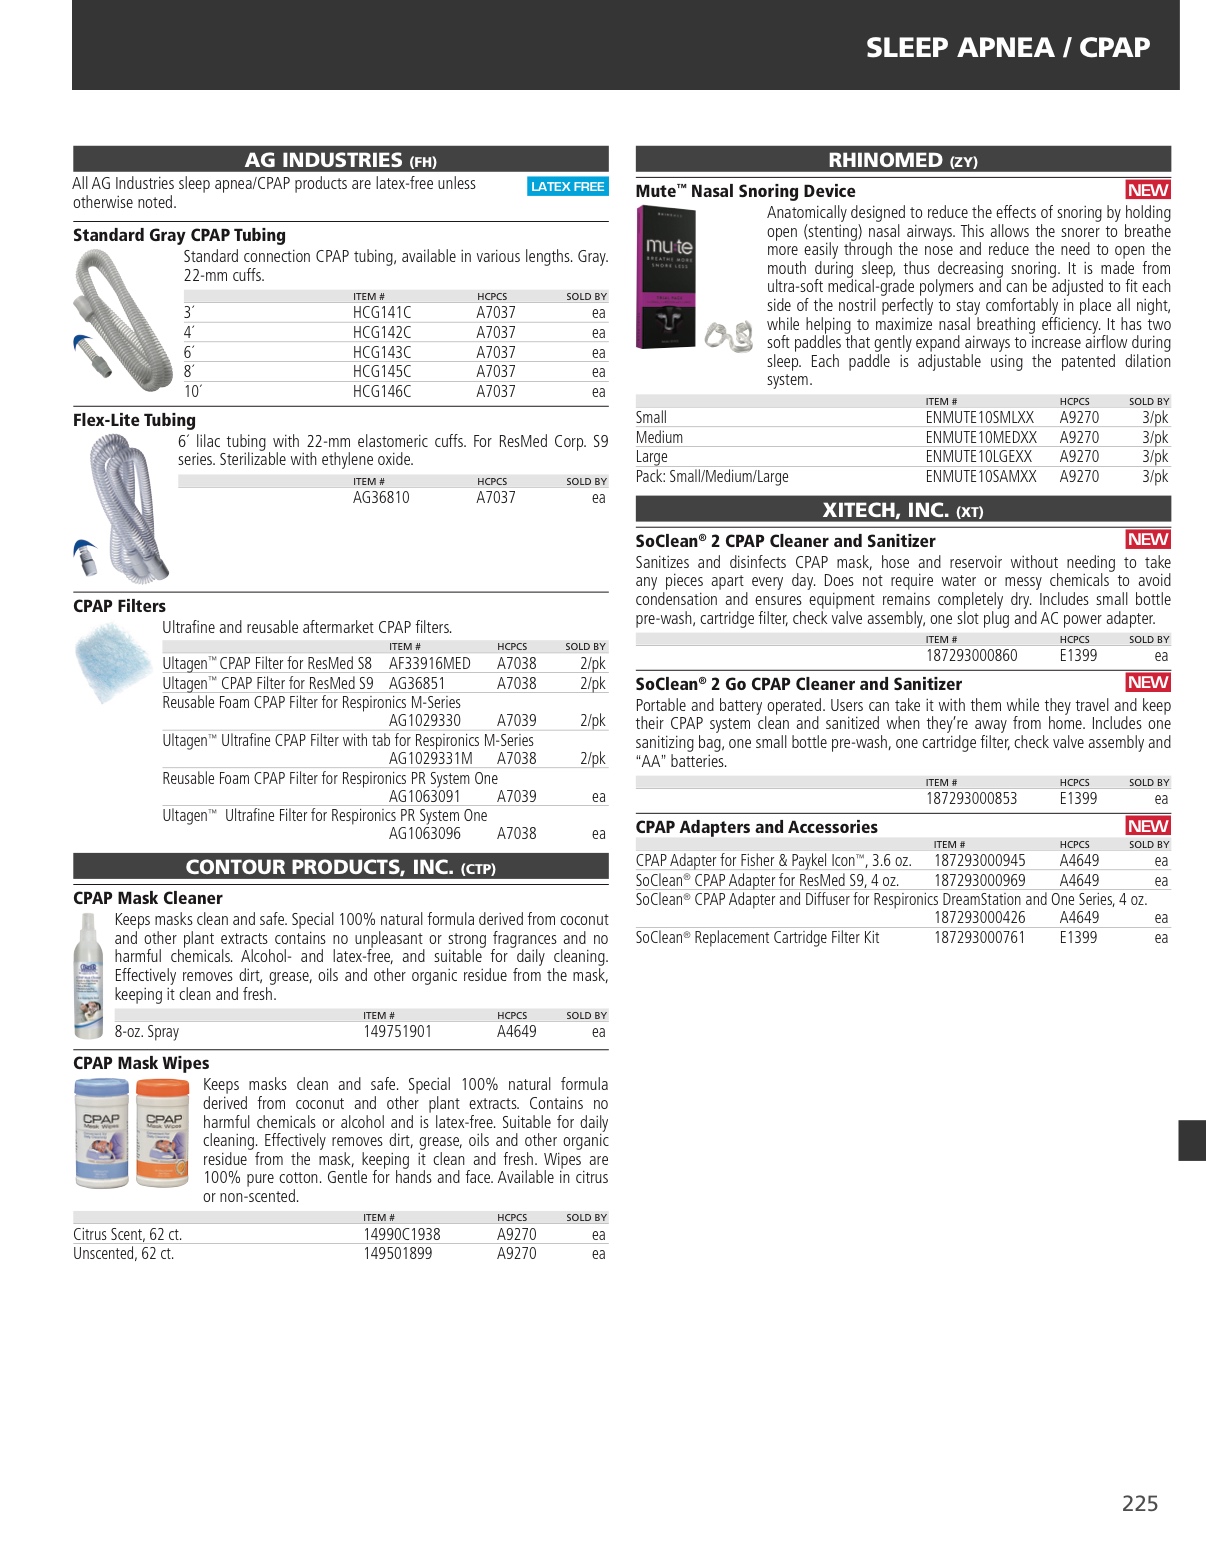 SLEEP APNEA / CPAP
AG INDUSTRIES (FH)
All AG Industries sleep apnea/CPAP products are latex-free unless
otherwise noted.
LATEX FREE
Standard Gray CPAP Tubing
Standard connection CPAP tubing, available in various lengths. Gray.
22-mm cuffs.
ITEM # HCPCS SOLD BY
3´ HCG141C A7037 ea
4´ HCG142C A7037 ea
6´ HCG143C A7037 ea
8´ HCG145C A7037 ea
10´ HCG146C A7037 ea
Flex-Lite Tubing
6´ lilac tubing with 22-mm elastomeric cuffs. For ResMed Corp. S9
series. Sterilizable with ethylene oxide.
ITEM # HCPCS SOLD BY
AG36810 A7037 ea
CPAP Filters
Ultrafine and reusable aftermarket CPAP filters.
ITEM # HCPCS SOLD BY
Ultagen™ CPAP Filter for ResMed S8 AF33916MED A7038 2/pk
Ultagen™ CPAP Filter for ResMed S9 AG36851 A7038 2/pk
Reusable Foam CPAP Filter for Respironics M-Series
AG1029330 A7039 2/pk
Ultagen™ Ultrafine CPAP Filter with tab for Respironics M-Series
AG1029331M A7038 2/pk
Reusable Foam CPAP Filter for Respironics PR System One
AG1063091 A7039 ea
Ultagen™ Ultrafine Filter for Respironics PR System One
AG1063096 A7038 ea
CONTOUR PRODUCTS, INC. (CTP)
CPAP Mask Cleaner
Keeps masks clean and safe. Special 100% natural formula derived from coconut
and other plant extracts contains no unpleasant or strong fragrances and no
harmful chemicals. Alcohol- and latex-free, and suitable for daily cleaning.
Effectively removes dirt, grease, oils and other organic residue from the mask,
keeping it clean and fresh.
ITEM # HCPCS SOLD BY
8-oz. Spray 149751901 A4649 ea
CPAP Mask Wipes
CPAP
Mask Wipes
CPAP
Mask Wipes
Keeps masks clean and safe. Special 100% natural formula
derived from coconut and other plant extracts. Contains no
harmful chemicals or alcohol and is latex-free. Suitable for daily
cleaning. Effectively removes dirt, grease, oils and other organic
residue from the mask, keeping it clean and fresh. Wipes are
100% pure cotton. Gentle for hands and face. Available in citrus
or non-scented.
ITEM # HCPCS SOLD BY
Citrus Scent, 62 ct. 14990C1938 A9270 ea
Unscented, 62 ct. 149501899 A9270 ea
RHINOMED (ZY)
Mute™ Nasal Snoring Device
NEW
mu:te
BREATHE MORE
SNORE LESS
Anatomically designed to reduce the effects of snoring by holding
open (stenting) nasal airways. This allows the snorer to breathe
more easily through the nose and reduce the need to open the
mouth during sleep, thus decreasing snoring. It is made from
ultra-soft medical-grade polymers and can be adjusted to fit each
side of the nostril perfectly to stay comfortably in place all night,
while helping to maximize nasal breathing efficiency. It has two
soft paddles that gently expand airways to increase airflow during
sleep. Each paddle is adjustable using the patented dilation
system.
ITEM # HCPCS SOLD BY
Small ENMUTE10SMLXX A9270 3/pk
Medium ENMUTE10MEDXX A9270 3/pk
Large ENMUTE10LGEXX A9270 3/pk
Pack: Small/Medium/Large ENMUTE10SAMXX A9270 3/pk
XITECH, INC. (XT)
SoClean® 2 CPAP Cleaner and Sanitizer
NEW
Sanitizes and disinfects CPAP mask, hose and reservoir without needing to take
any pieces apart every day. Does not require water or messy chemicals to avoid
condensation and ensures equipment remains completely dry. Includes small bottle
pre-wash, cartridge filter, check valve assembly, one slot plug and AC power adapter.
ITEM # HCPCS SOLD BY
187293000860 E1399 ea
SoClean® 2 Go CPAP Cleaner and Sanitizer
NEW
Portable and battery operated. Users can take it with them while they travel and keep
their CPAP system clean and sanitized when they’re away from home. Includes one
sanitizing bag, one small bottle pre-wash, one cartridge filter, check valve assembly and
“AA” batteries.
ITEM # HCPCS SOLD BY
187293000853 E1399 ea
CPAP Adapters and Accessories
NEW
ITEM # HCPCS SOLD BY
CPAP Adapter for Fisher & Paykel Icon™, 3.6 oz. 187293000945 A4649 ea
SoClean® CPAP Adapter for ResMed S9, 4 oz. 187293000969 A4649 ea
SoClean® CPAP Adapter and Diffuser for Respironics DreamStation and One Series, 4 oz.
187293000426 A4649 ea
SoClean® Replacement Cartridge Filter Kit 187293000761 E1399 ea
225